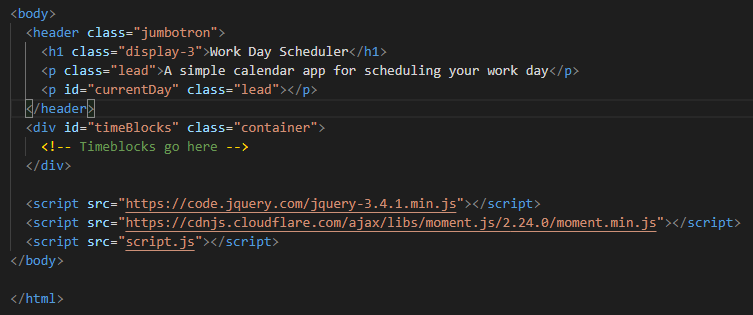 <body>
<header class="jumbotron">
<h1 class="display-3">Work Day Scheduler</h1>
<p class="lead">A simple calendar app for scheduling your work day</p>
<p id="currentDay" class="lead"></p>
</header>
<div id="timeBlocks" class="container">
<!-- Timeblocks go here -->
</div>
<script src="https://code.jquery.com/jquery-3.4.1.min.js"></script>
<script src="https://cdnjs.cloudflare.com/ajax/libs/moment.js/2.24.0/moment.min.js"></script>
<script src="script.js"></script>
</body>
</html>